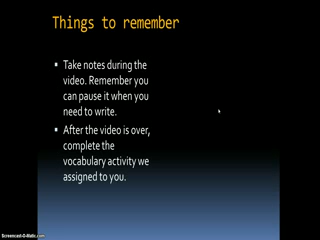 Things to remember
▪ Take notes during the
video. Remember you
can pause it when you
need to write.
▪ After the video is over,
complete the
vocabulary activity we
assigned to you.
Screencast-O-Matic.com